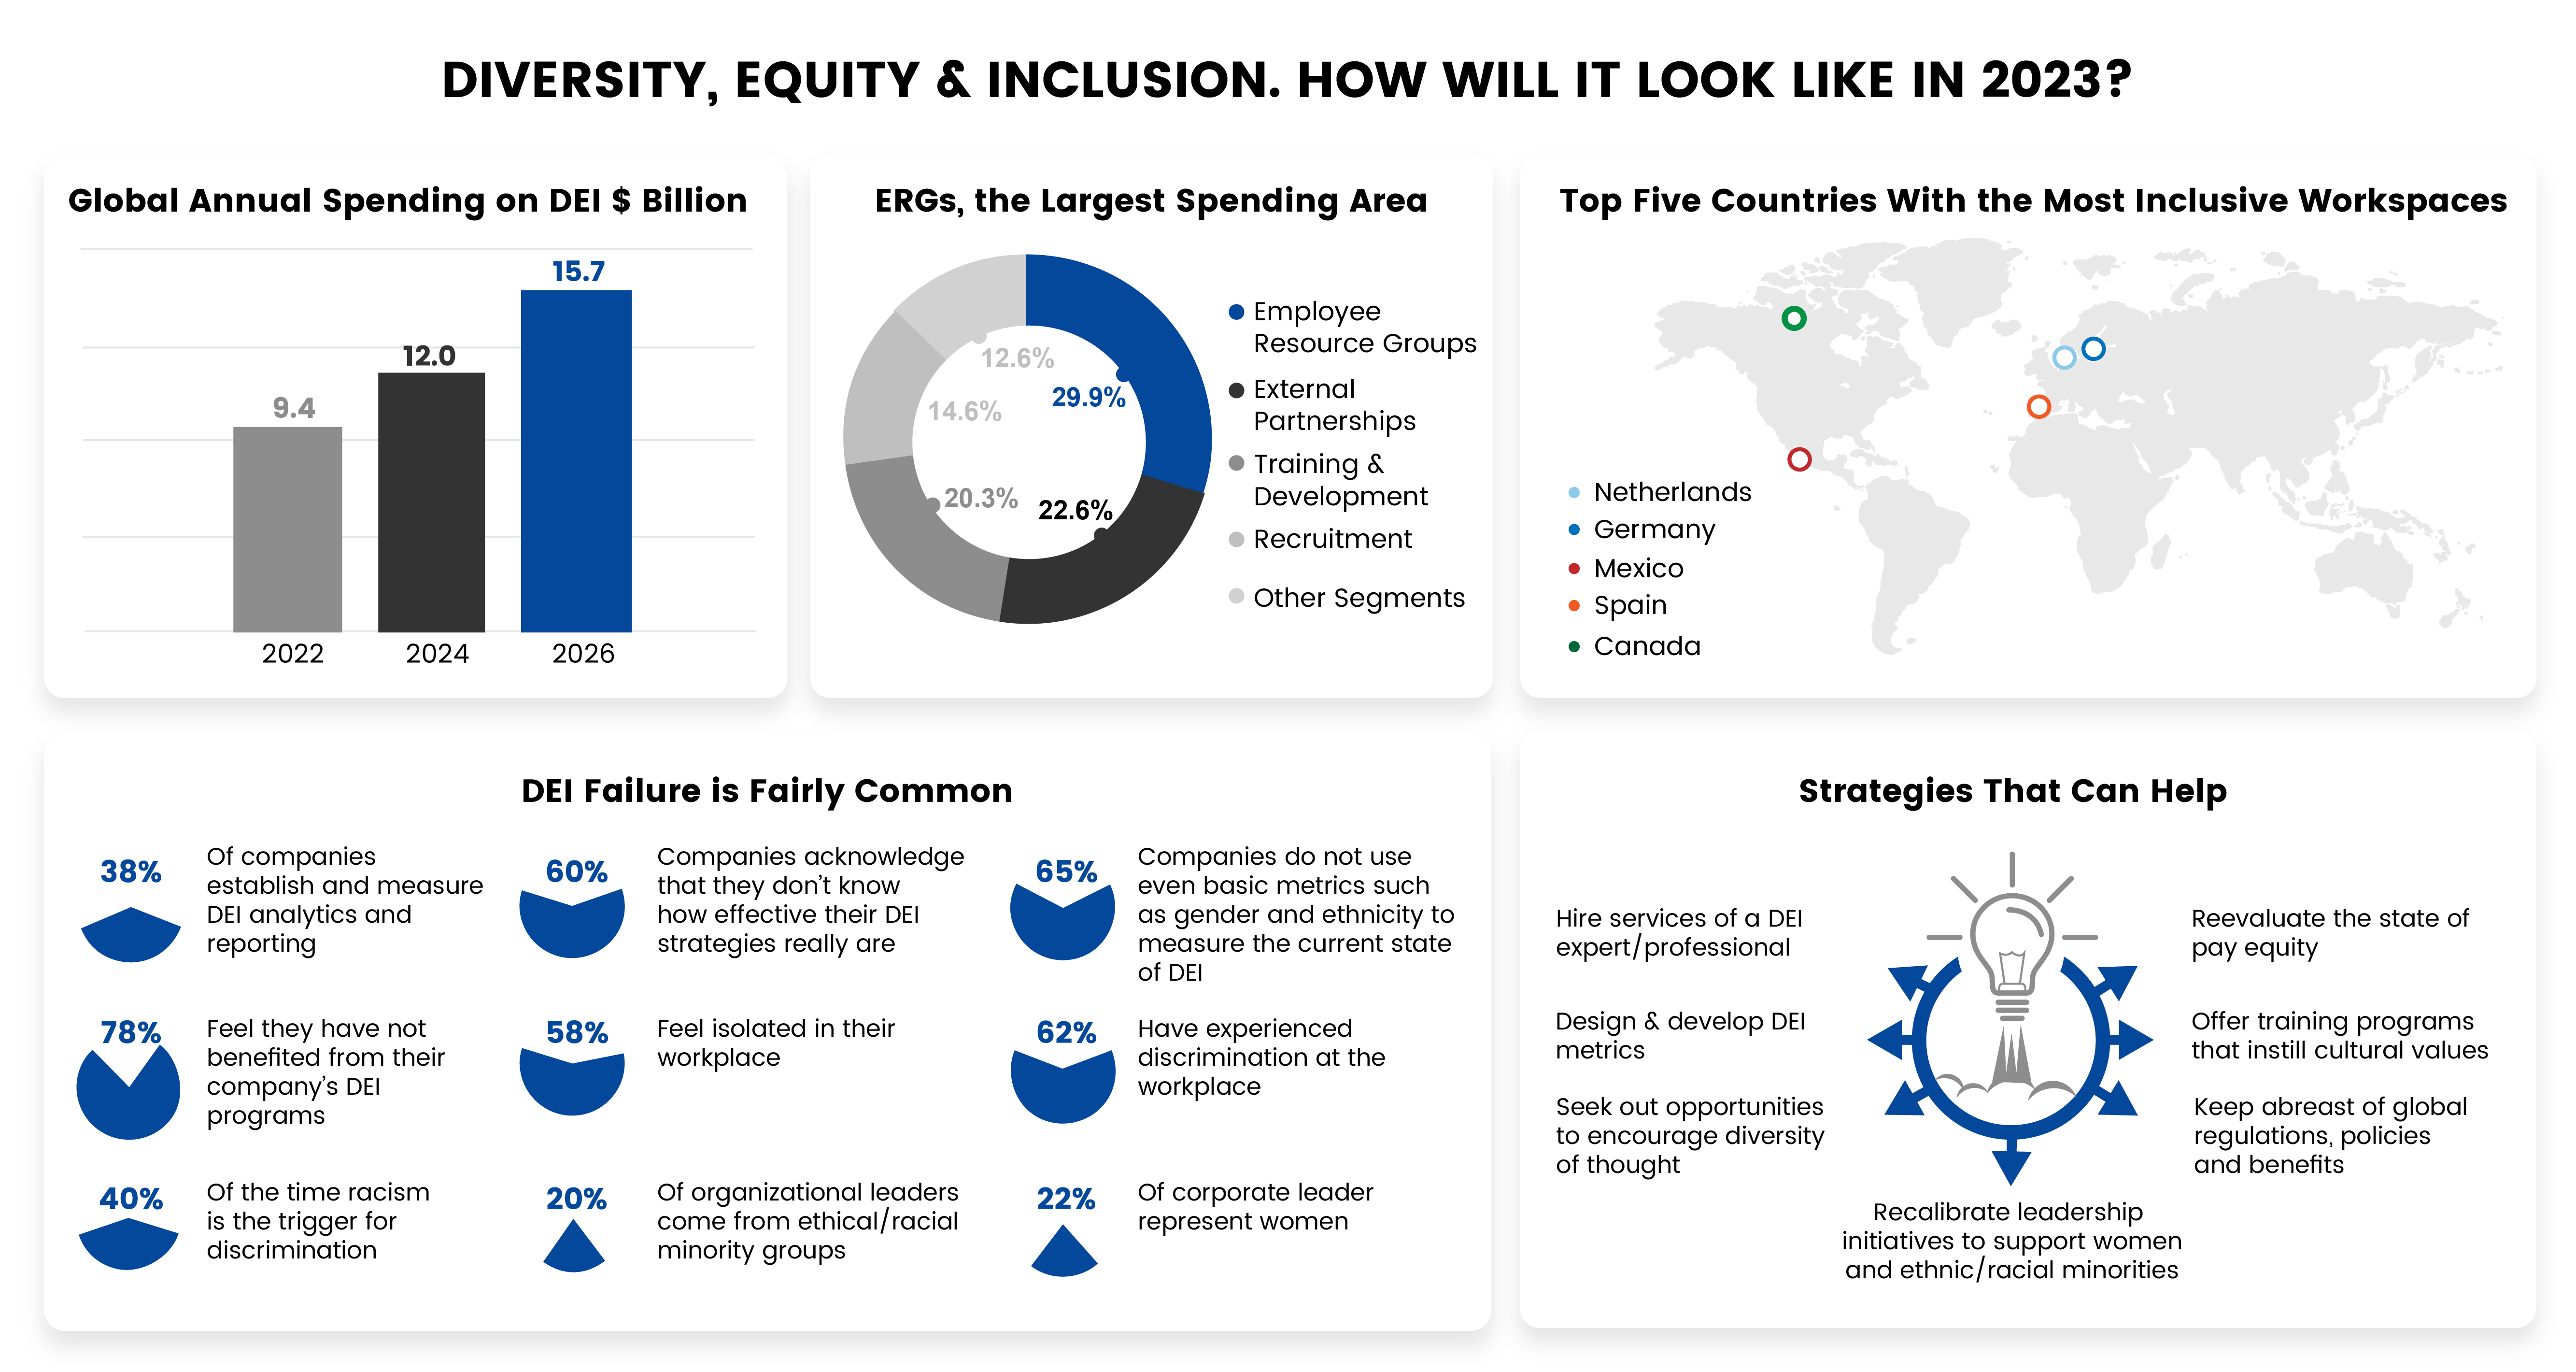 DIVERSITY, EQUITY & INCLUSION. HOW WILL IT LOOK LIKE IN 2023?
Global Annual Spending on DEI $ Billion
15.7
12.0
9.4
2022
2024
2026
ERGs, the Largest Spending Area
12.6%
29.9%
14.6%
20.3%
22.6%
Employee
Resource Groups
External
Partnerships
Training &
Development
Recruitment
Other Segments
Top Five Countries With the Most Inclusive Workspaces
Netherlands
Germany
Mexico
Spain
Canada
DEI Failure is Fairly Common
38%
Of companies
establish and measure
DEI analytics and
reporting
60%
Companies acknowledge
that they don't know
how effective their DEI
strategies really are
65%
Companies do not use
even basic metrics such
as gender and ethnicity to
measure the current state
of DEI
78%
Feel they have not
benefited from their
company's DEI
programs
58%
Feel isolated in their
workplace
62%
Have experienced
discrimination at the
workplace
40%
Of the time racism
is the trigger for
discrimination
20%
Of organizational leaders
come from ethical/racial
minority groups
22%
Of corporate leader
represent women
Strategies That Can Help
Hire services of a DEI
expert/professional
Design & develop DEI
metrics
Seek out opportunities
to encourage diversity
of thought
Reevaluate the state of
pay equity
Offer training programs
that instill cultural values
Keep abreast of global
regulations, policies
and benefits
Recalibrate leadership
initiatives to support women
and ethnic/racial minorities